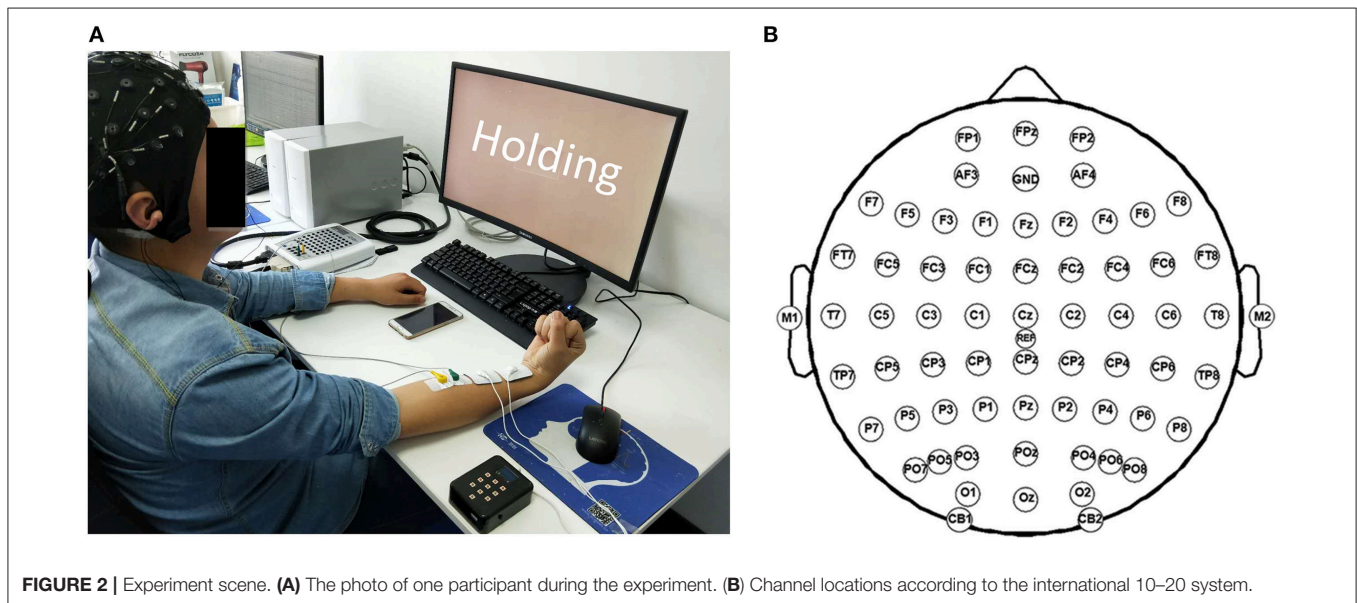 A
B
Holding
FP1 FPz FP2
AF3 GND AF4
F7 F5 F3 F1 Fz F2 F4 F6 F8
FT7 FC5 FC3 FC1 FCz FC2 FC4 FC6 FT8
M1 T7 C5 C3 C1 Cz C2 C4 C6 T8 M2
REF
TP7 CP5 CP3 CP1 CPz CP2 CP4 CP6 TP8
P7 P5 P3 P1 Pz P2 P4 P6 P8
PO7 PO5 PO3 POz PO4 PO6 PO8
O1 Oz O2
CB1 CB2
FIGURE 2 | Experiment scene. (A) The photo of one participant during the experiment. (B) Channel locations according to the international 10–20 system.